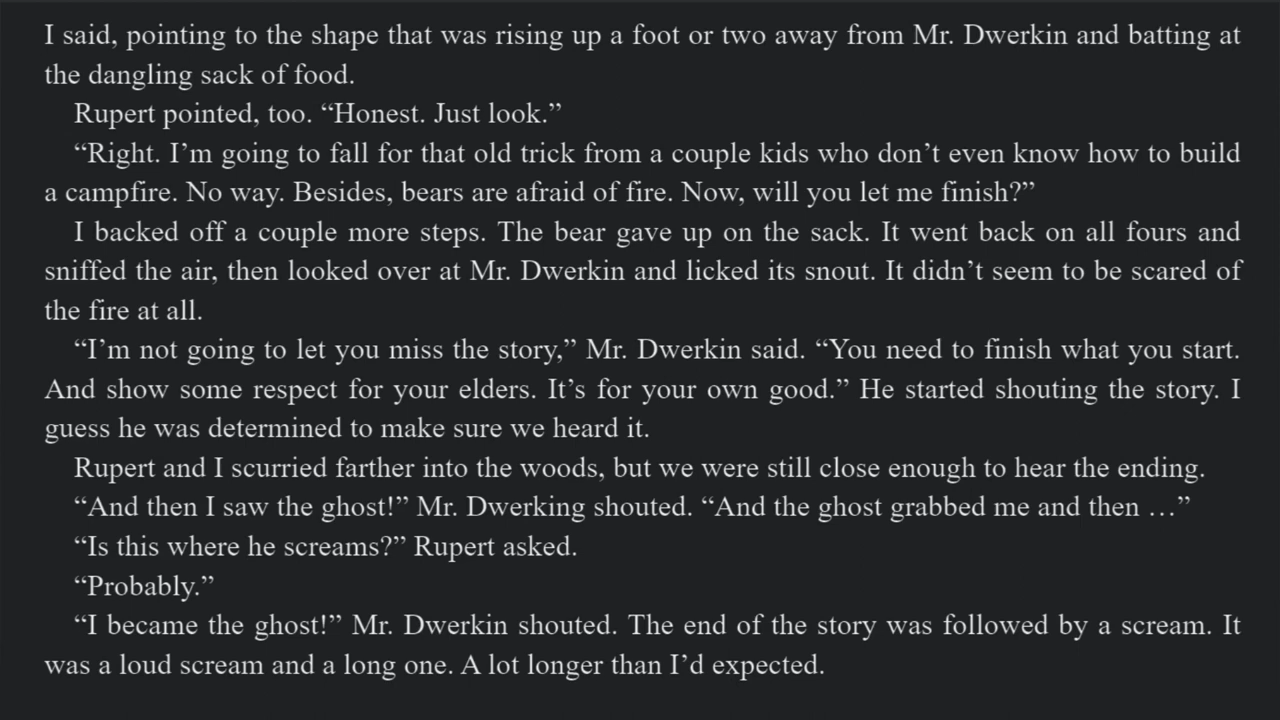 I said, pointing to the shape that was rising up a foot or two away from Mr. Dwerkin and batting at
the dangling sack of food.
Rupert pointed, too. “Honest. Just look.”
“Right. I’m going to fall for that old trick from a couple kids who don’t even know how to build
a campfire. No way. Besides, bears are afraid of fire. Now, will you let me finish?”
I backed off a couple more steps. The bear gave up on the sack. It went back on all fours and
sniffed the air, then looked over at Mr. Dwerkin and licked its snout. It didn’t seem to be scared of
the fire at all.
“I’m not going to let you miss the story,” Mr. Dwerkin said. “You need to finish what you start.
And show some respect for your elders. It’s for your own good.” He started shouting the story. I
guess he was determined to make sure we heard it.
Rupert and I scurried farther into the woods, but we were still close enough to hear the ending.
“And then I saw the ghost!” Mr. Dwerking shouted. “And the ghost grabbed me and then …”
“Is this where he screams?” Rupert asked.
“Probably.”
“I became the ghost!” Mr. Dwerkin shouted. The end of the story was followed by a scream. It
was a loud scream and a long one. A lot longer than I’d expected.